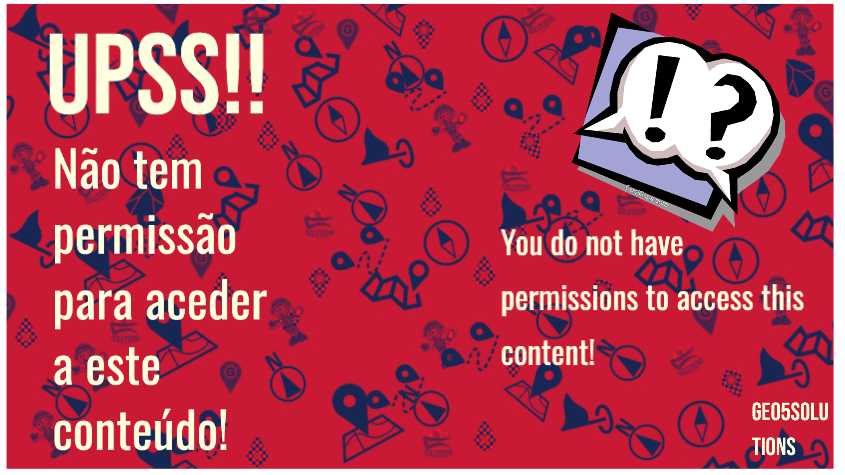 UPSS!!
Não tem
permissão
para aceder
a este
conteúdo!
!?
You do not have
permissions to access this
content!
GEO5SOLU
TIONS